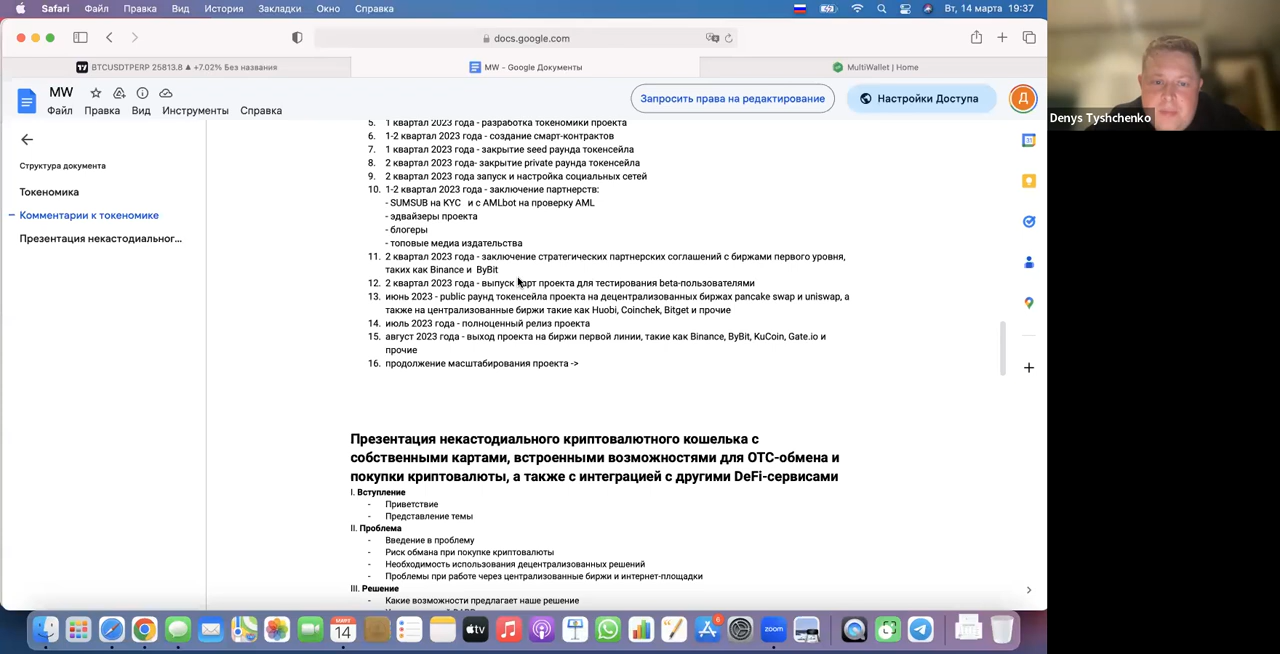 Safari Файл Правка Вид История Закладки Окно Справка Вт, 14 марта 19:37
docs.google.com
BTCUSDTPERP 25813.8 ▲ +7.02% Без названия
MW – Google Документы
MultiWallet | Home
MW
Файл Правка Вид Инструменты Справка
Запросить права на редактирование
Настройки Доступа
Д
Denys Tyshchenko
Структура документа
Токеномика
Комментарии к токеномике
Презентация некастодиальног...
5. 1 квартал 2023 года - разработка токеномики проекта
6. 1-2 квартал 2023 года - создание смарт-контрактов
7. 1 квартал 2023 года - закрытие seed раунда токенсейла
8. 2 квартал 2023 года- закрытие private раунда токенсейла
9. 2 квартал 2023 года запуск и настройка социальных сетей
10. 1-2 квартал 2023 года - заключение партнерств:
- SUMSUB на KYC и с AMLbot на проверку AML
- эдвайзеры проекта
- блогеры
- топовые медиа издательства
11. 2 квартал 2023 года - заключение стратегических партнерских соглашений с биржами первого уровня,
таких как Binance и ByBit
12. 2 квартал 2023 года - выпуск карт проекта для тестирования beta-пользователями
13. июнь 2023 - public раунд токенсейла проекта на децентрализованных биржах pancake swap и uniswap, а
также на централизованные биржи такие как Huobi, Coinchek, Bitget и прочие
14. июль 2023 года - полноценный релиз проекта
15. август 2023 года - выход проекта на биржи первой линии, такие как Binance, ByBit, KuCoin, Gate.io и
прочие
16. продолжение масштабирования проекта ->
Презентация некастодиального криптовалютного кошелька с
собственными картами, встроенными возможностями для ОТС-обмена и
покупки криптовалюты, а также с интеграцией с другими DeFi-сервисами
I. Вступление
- Приветствие
- Представление темы
II. Проблема
- Введение в проблему
- Риск обмана при покупке криптовалюты
- Необходимость использования децентрализованных решений
- Проблемы при работе через централизованные биржи и интернет-площадки
III. Решение
- Какие возможности предлагает наше решение
МАРТ
14
tv
6
zoom